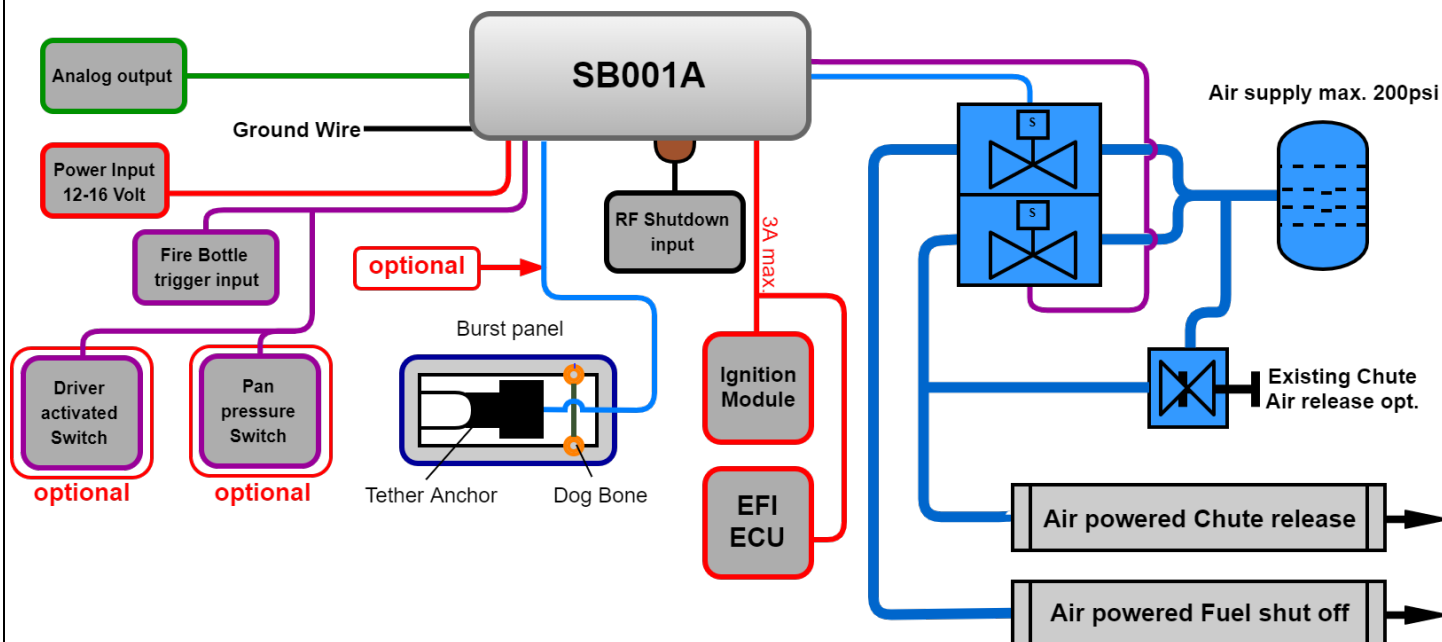 SB001A
Analog output
Ground Wire
Power Input
12-16 Volt
Fire Bottle
trigger input
optional
RF Shutdown
input
3A max.
Driver
activated
Switch
optional
Pan
pressure
Switch
optional
Burst panel
Tether Anchor
Dog Bone
Ignition
Module
EFI
ECU
S
S
Air supply max. 200psi
Existing Chute
Air release opt.
Air powered Chute release
Air powered Fuel shut off